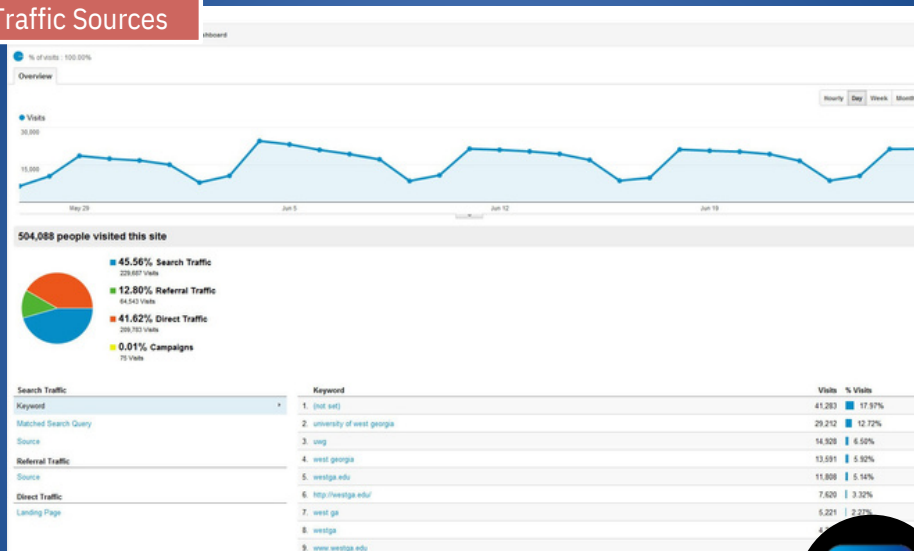 Traffic Sources
% of visits : 100.00%
Overview
Hourly Day Week Month
Visits
30,000
15,000
May 29 Jun 5 Jun 12 Jun 19
504,088 people visited this site
45.56% Search Traffic
229,687 Visits
12.80% Referral Traffic
64,543 Visits
41.62% Direct Traffic
209,783 Visits
0.01% Campaigns
75 Visits
Search Traffic Keyword Visits % Visits
Keyword 1. (not set) 41,283 17.97%
Matched Search Query 2. university of west georgia 29,212 12.72%
Source 3. uwg 14,928 6.50%
Referral Traffic 4. west georgia 13,591 5.92%
Source 5. westga.edu 11,808 5.14%
Direct Traffic 6. http://westga.edu/ 7,620 3.32%
Landing Page 7. west ga 5,221 2.27%
8. westga
9. www.westga.edu